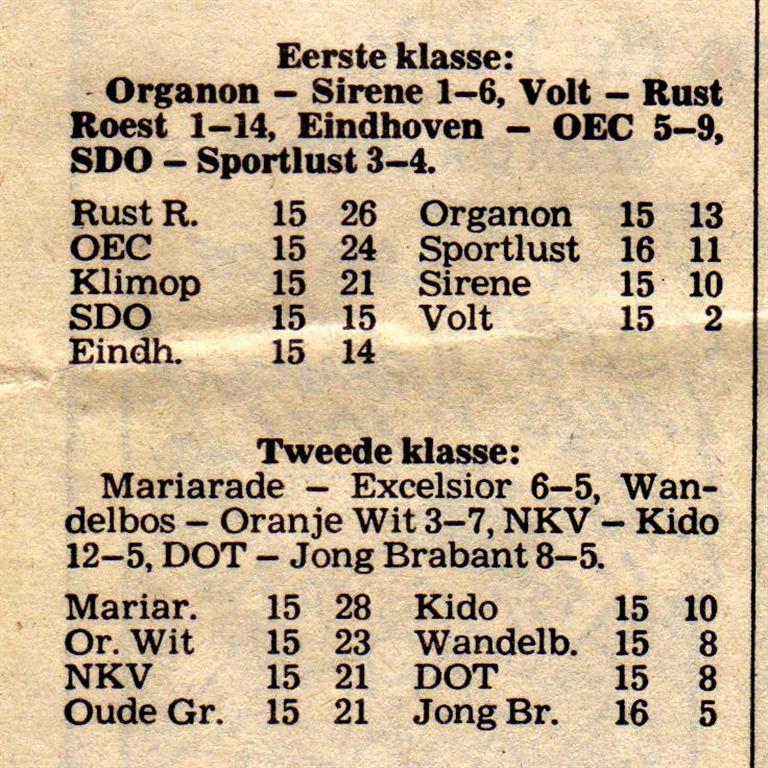 Eerste klasse:
Organon – Sirene 1–6, Volt – Rust
Roest 1–14, Eindhoven – OEC 5–9,
SDO – Sportlust 3–4.
Rust R. 15 26 Organon 15 13
OEC 15 24 Sportlust 16 11
Klimop 15 21 Sirene 15 10
SDO 15 15 Volt 15 2
Eindh. 15 14
Tweede klasse:
Mariarade – Excelsior 6–5, Wan-
delbos – Oranje Wit 3–7, NKV – Kido
12–5, DOT – Jong Brabant 8–5.
Mariar. 15 28 Kido 15 10
Or. Wit 15 23 Wandelb. 15 8
NKV 15 21 DOT 15 8
Oude Gr. 15 21 Jong Br. 16 5